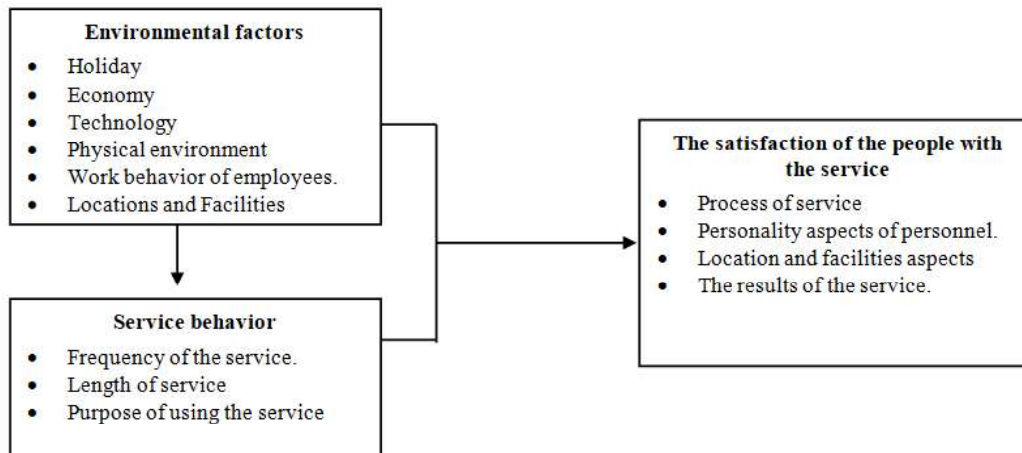 Environmental factors
• Holiday
• Economy
• Technology
• Physical environment
• Work behavior of employees.
• Locations and Facilities
Service behavior
• Frequency of the service.
• Length of service
• Purpose of using the service
The satisfaction of the people with
the service
• Process of service
• Personality aspects of personnel.
• Location and facilities aspects
• The results of the service.